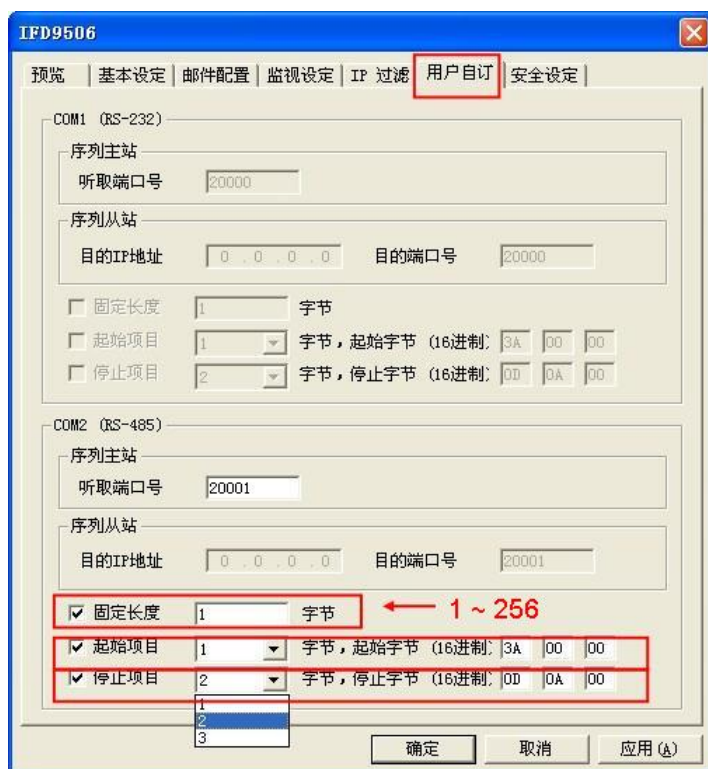 IFD9506
预览 基本设定 邮件配置 监视设定 IP 过滤 用户自订 安全设定
COM1 (RS-232)
序列主站
听取端口号 20000
序列从站
目的IP地址 0 . 0 . 0 . 0 目的端口号 20000
固定长度 1 字节
起始项目 1 字节，起始字节 (16进制) 3A 00 00
停止项目 2 字节，停止字节 (16进制) 0D 0A 00
COM2 (RS-485)
序列主站
听取端口号 20001
序列从站
目的IP地址 0 . 0 . 0 . 0 目的端口号 20001
固定长度 1 字节 1 ~ 256
起始项目 1 字节，起始字节 (16进制) 3A 00 00
停止项目 2 字节，停止字节 (16进制) 0D 0A 00
1
2
3
确定 取消 应用(A)